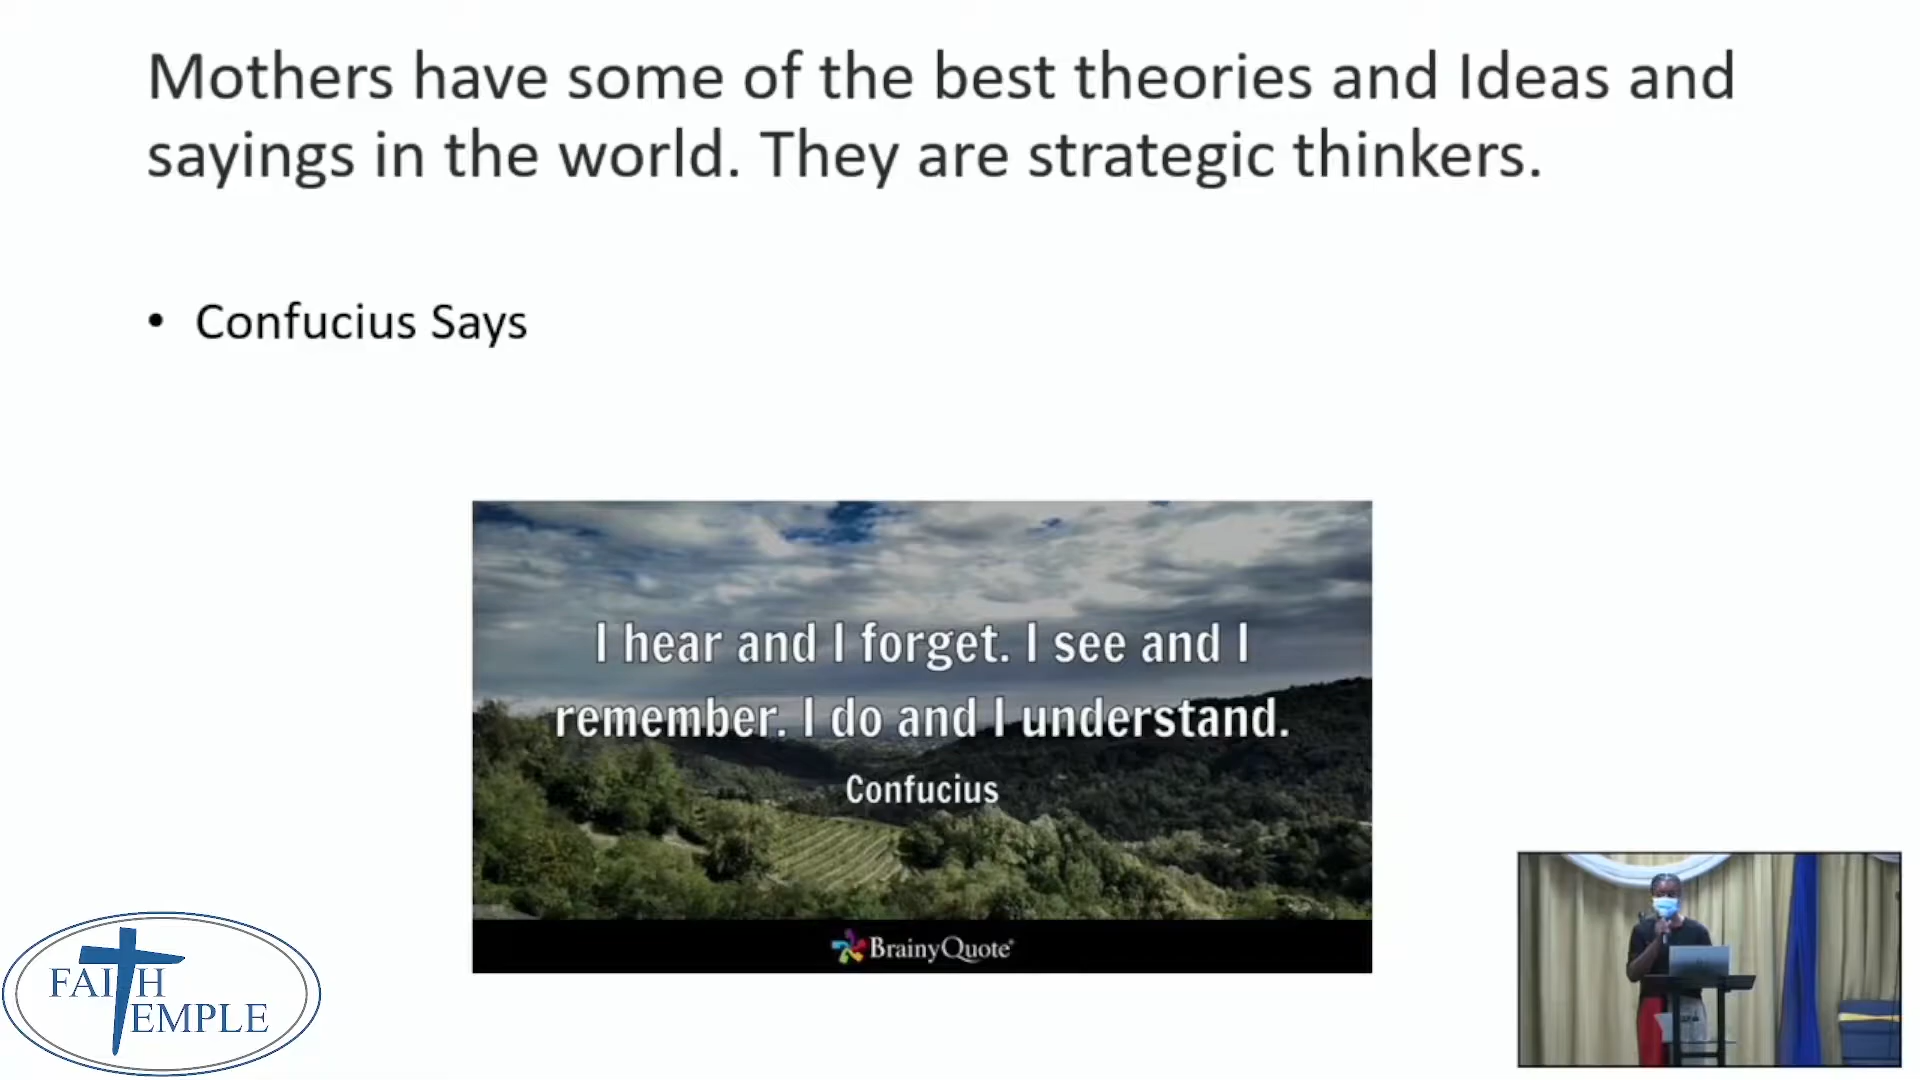 Mothers have some of the best theories and Ideas and
sayings in the world. They are strategic thinkers.
• Confucius Says
I hear and I forget. I see and I
remember. I do and I understand.
Confucius
BrainyQuote®
FAITH
TEMPLE